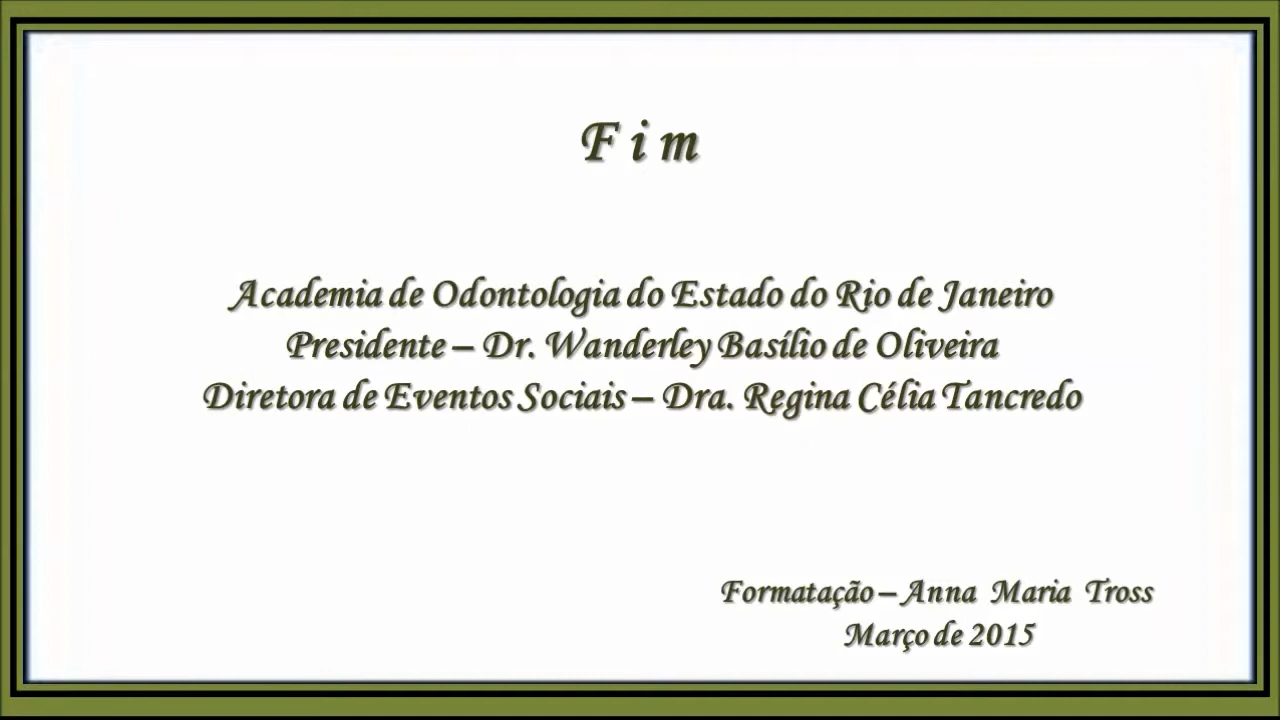 F i m
Academia de Odontologia do Estado do Rio de Janeiro
Presidente – Dr. Wanderley Basílio de Oliveira
Diretora de Eventos Sociais – Dra. Regina Célia Tancredo
Formatação – Anna Maria Tross
Março de 2015